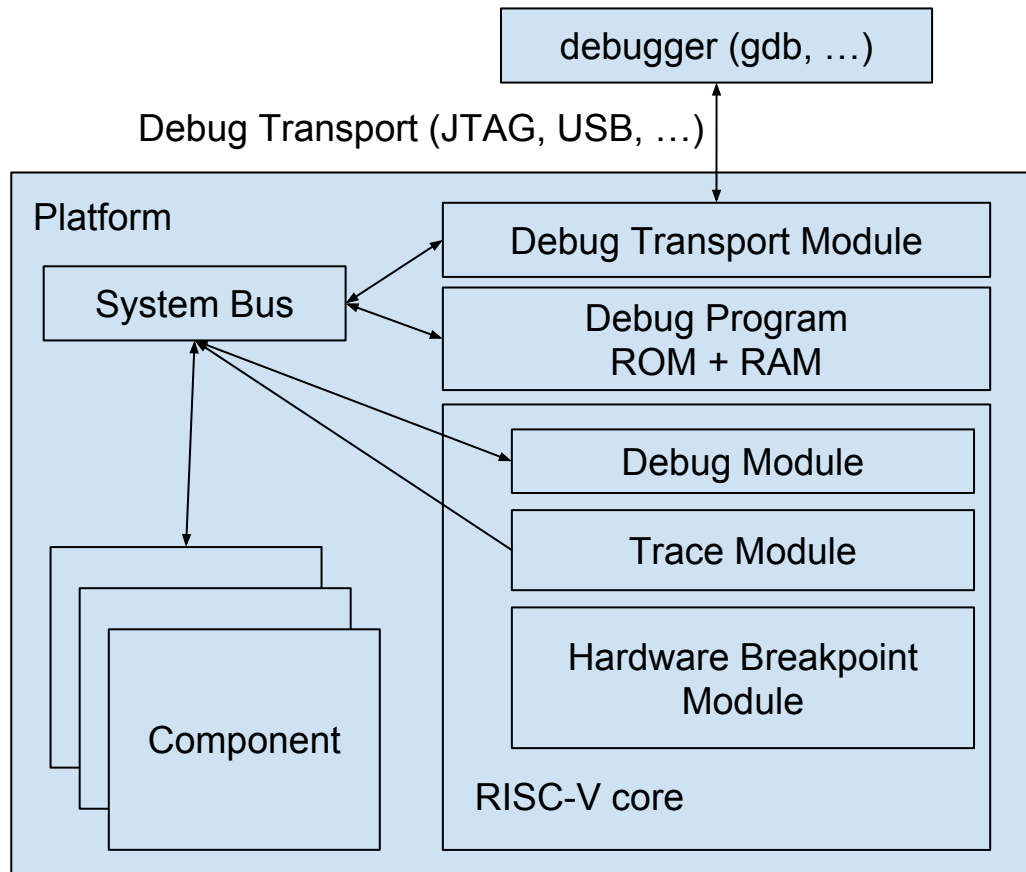 debugger (gdb, …)
Debug Transport (JTAG, USB, …)
Platform
Debug Transport Module
System Bus
Debug Program
ROM + RAM
Debug Module
Trace Module
Hardware Breakpoint
Module
Component
RISC-V core